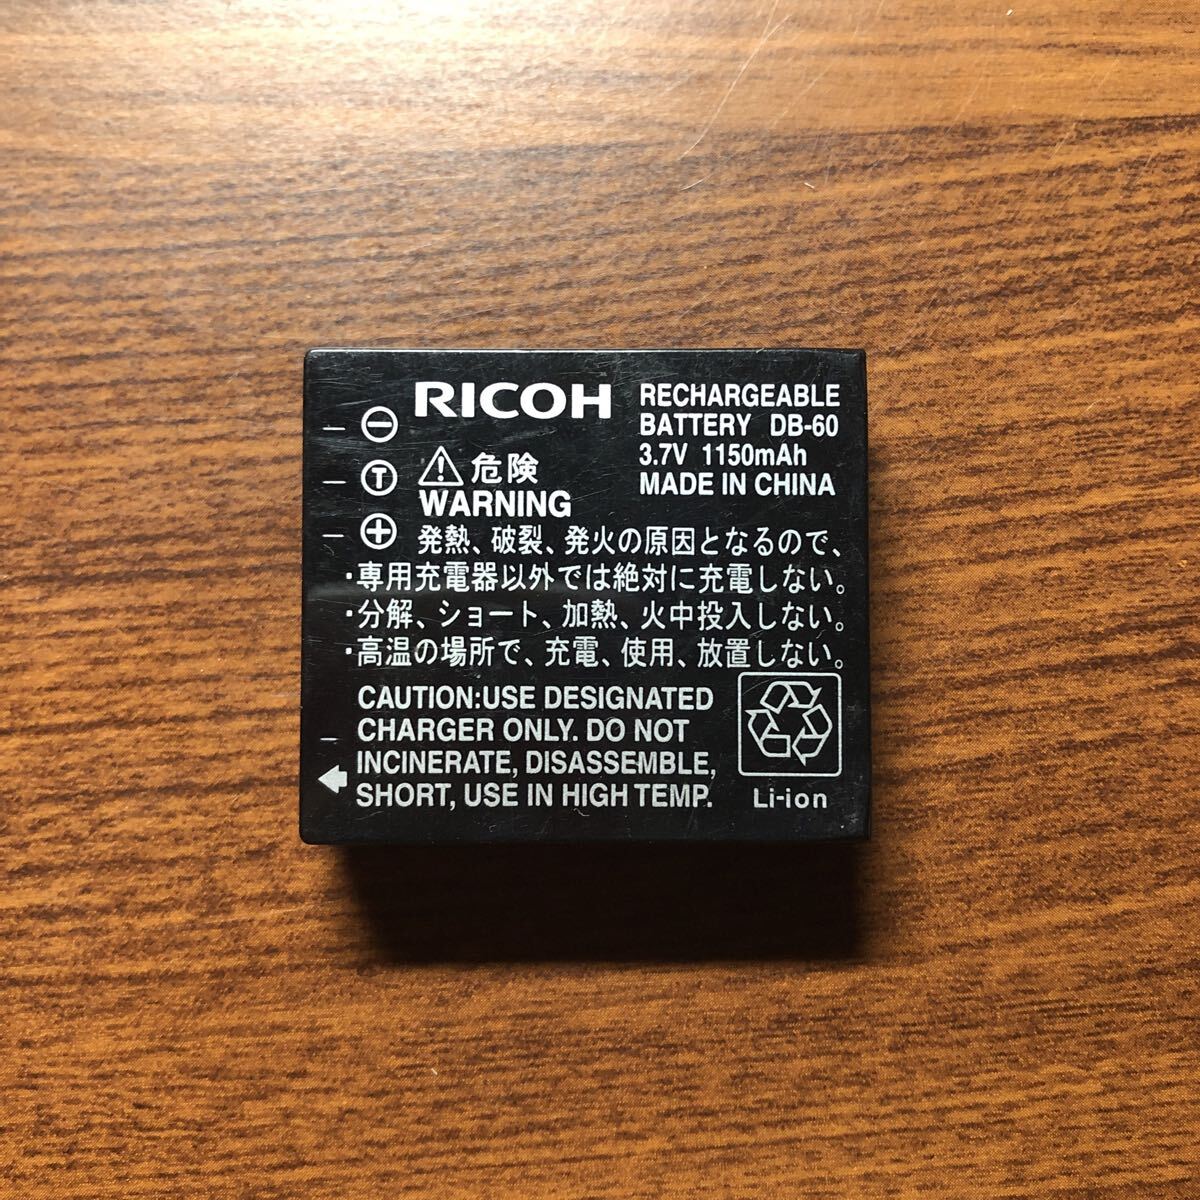 RICOH
RECHARGEABLE
BATTERY DB-60
3.7V 1150mAh
MADE IN CHINA
T
危険
WARNING
発熱、破裂、発火の原因となるので、
・専用充電器以外では絶対に充電しない。
・分解、ショート、加熱、火中投入しない。
・高温の場所で、充電、使用、放置しない。
CAUTION:USE DESIGNATED
CHARGER ONLY. DO NOT
INCINERATE, DISASSEMBLE,
SHORT, USE IN HIGH TEMP.
Li-ion